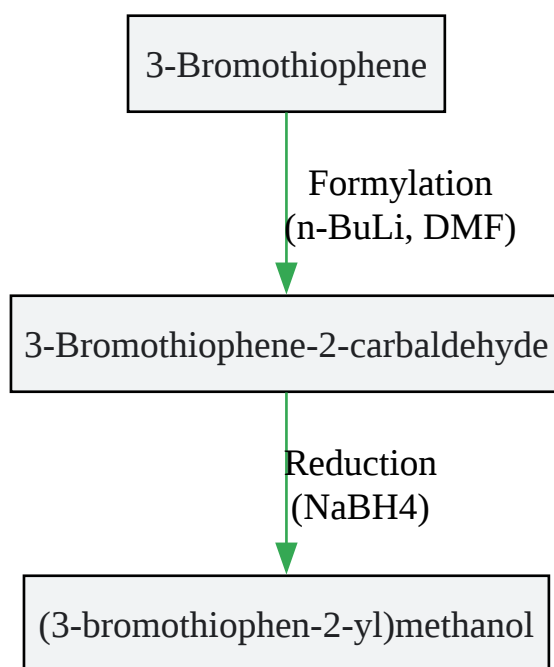 3-Bromothiophene
Formylation
(n-BuLi, DMF)
3-Bromothiophene-2-carbaldehyde
Reduction
(NaBH4)
(3-bromothiophen-2-yl)methanol